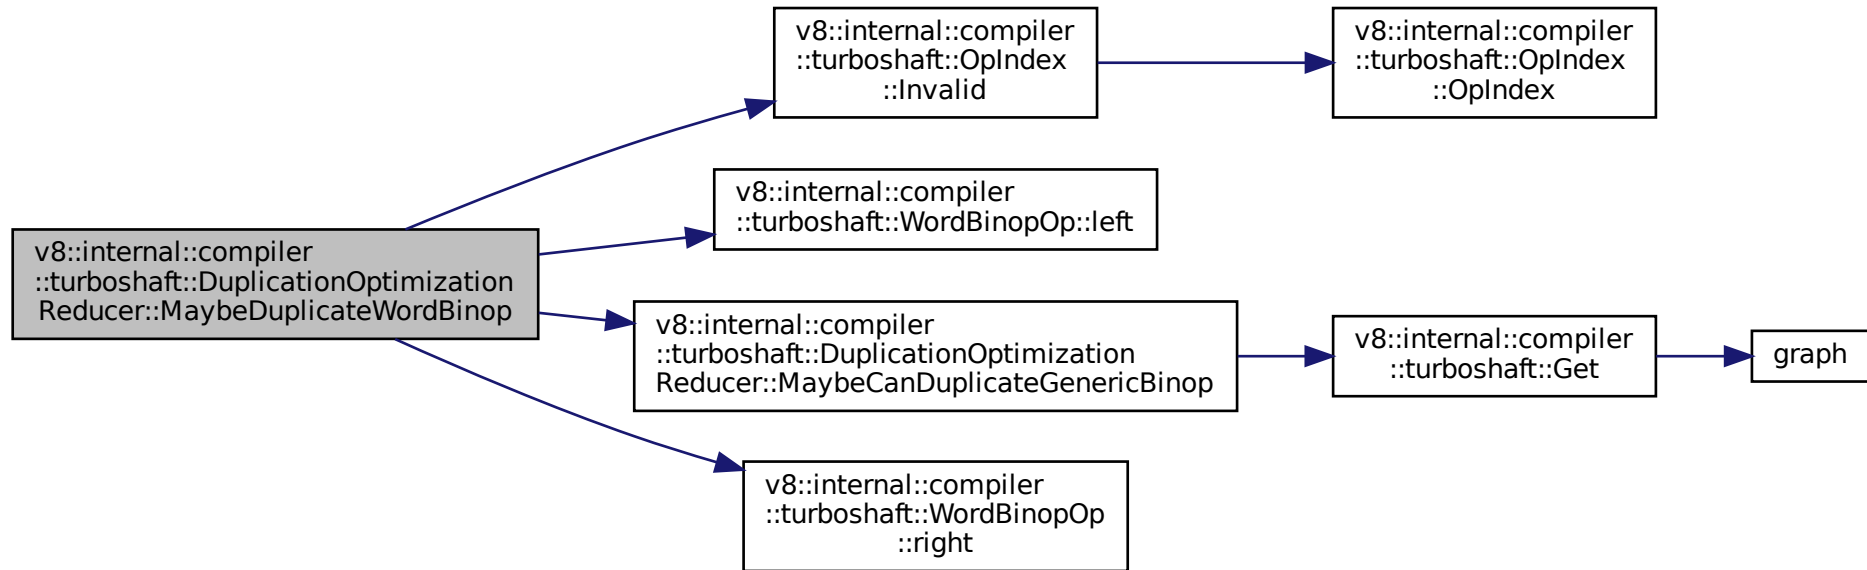 v8::internal::compiler
::turboshaft::DuplicationOptimization
Reducer::MaybeDuplicateWordBinop
v8::internal::compiler
::turboshaft::OpIndex
::Invalid
v8::internal::compiler
::turboshaft::OpIndex
::OpIndex
v8::internal::compiler
::turboshaft::WordBinopOp::left
v8::internal::compiler
::turboshaft::DuplicationOptimization
Reducer::MaybeCanDuplicateGenericBinop
v8::internal::compiler
::turboshaft::Get
graph
v8::internal::compiler
::turboshaft::WordBinopOp
::right